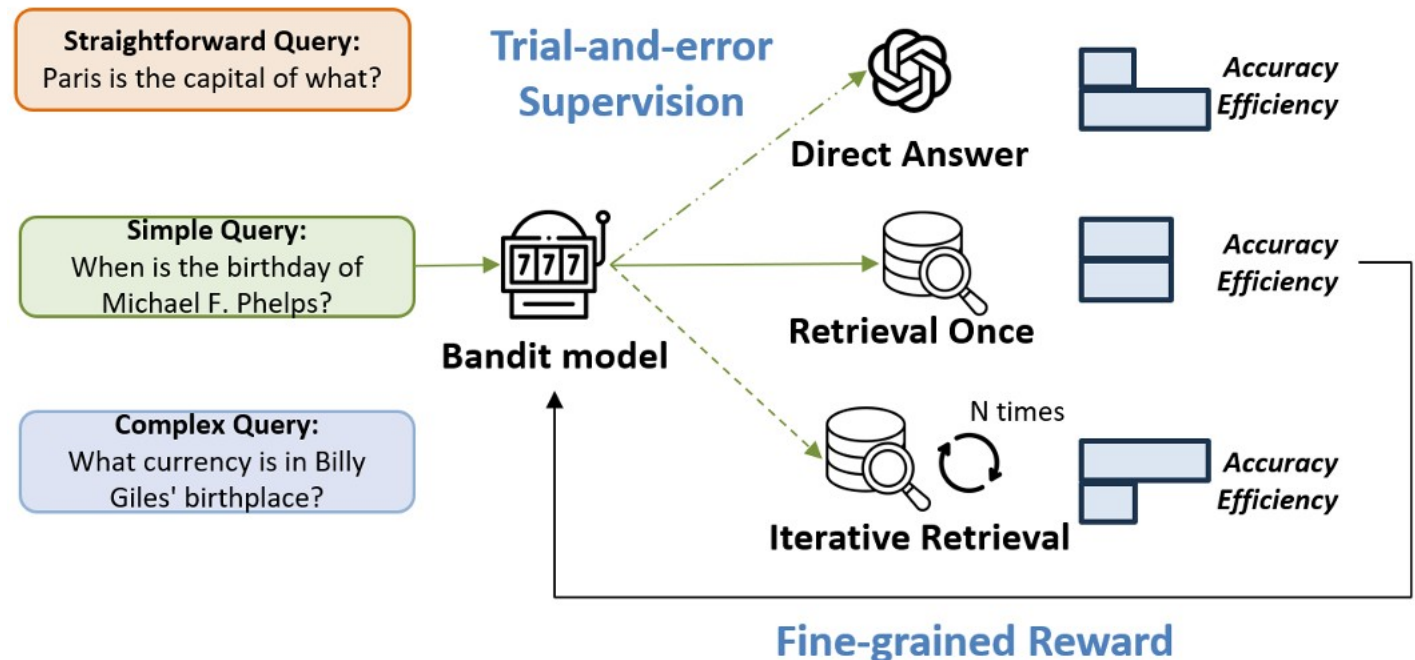 Straightforward Query:
Paris is the capital of what?
Trial-and-error
Supervision
Direct Answer
Accuracy
Efficiency
Simple Query:
When is the birthday of
Michael F. Phelps?
777
Bandit model
Retrieval Once
Accuracy
Efficiency
Complex Query:
What currency is in Billy
Giles' birthplace?
N times
Iterative Retrieval
Accuracy
Efficiency
Fine-grained Reward